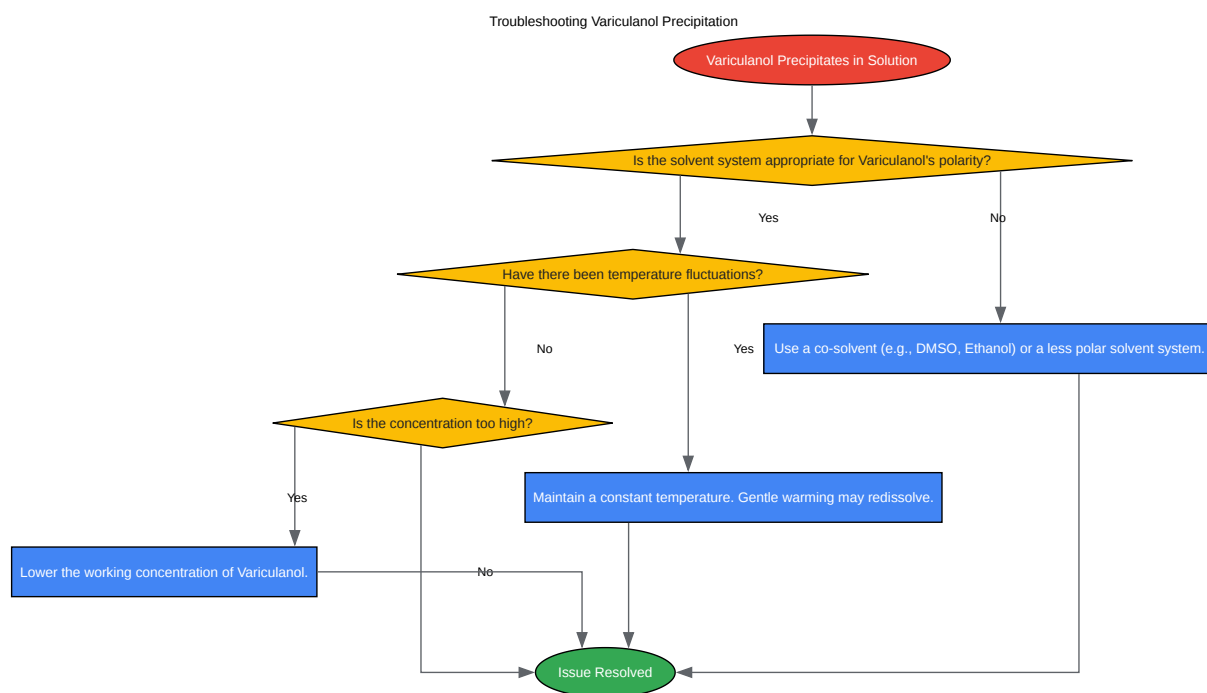 Troubleshooting Variculanol Precipitation
Variculanol Precipitates in Solution
Is the solvent system appropriate for Variculanol's polarity?
Yes
No
Have there been temperature fluctuations?
No
Yes
Use a co-solvent (e.g., DMSO, Ethanol) or a less polar solvent system.
Is the concentration too high?
Yes
Maintain a constant temperature. Gentle warming may redissolve.
Lower the working concentration of Variculanol.
No
Issue Resolved